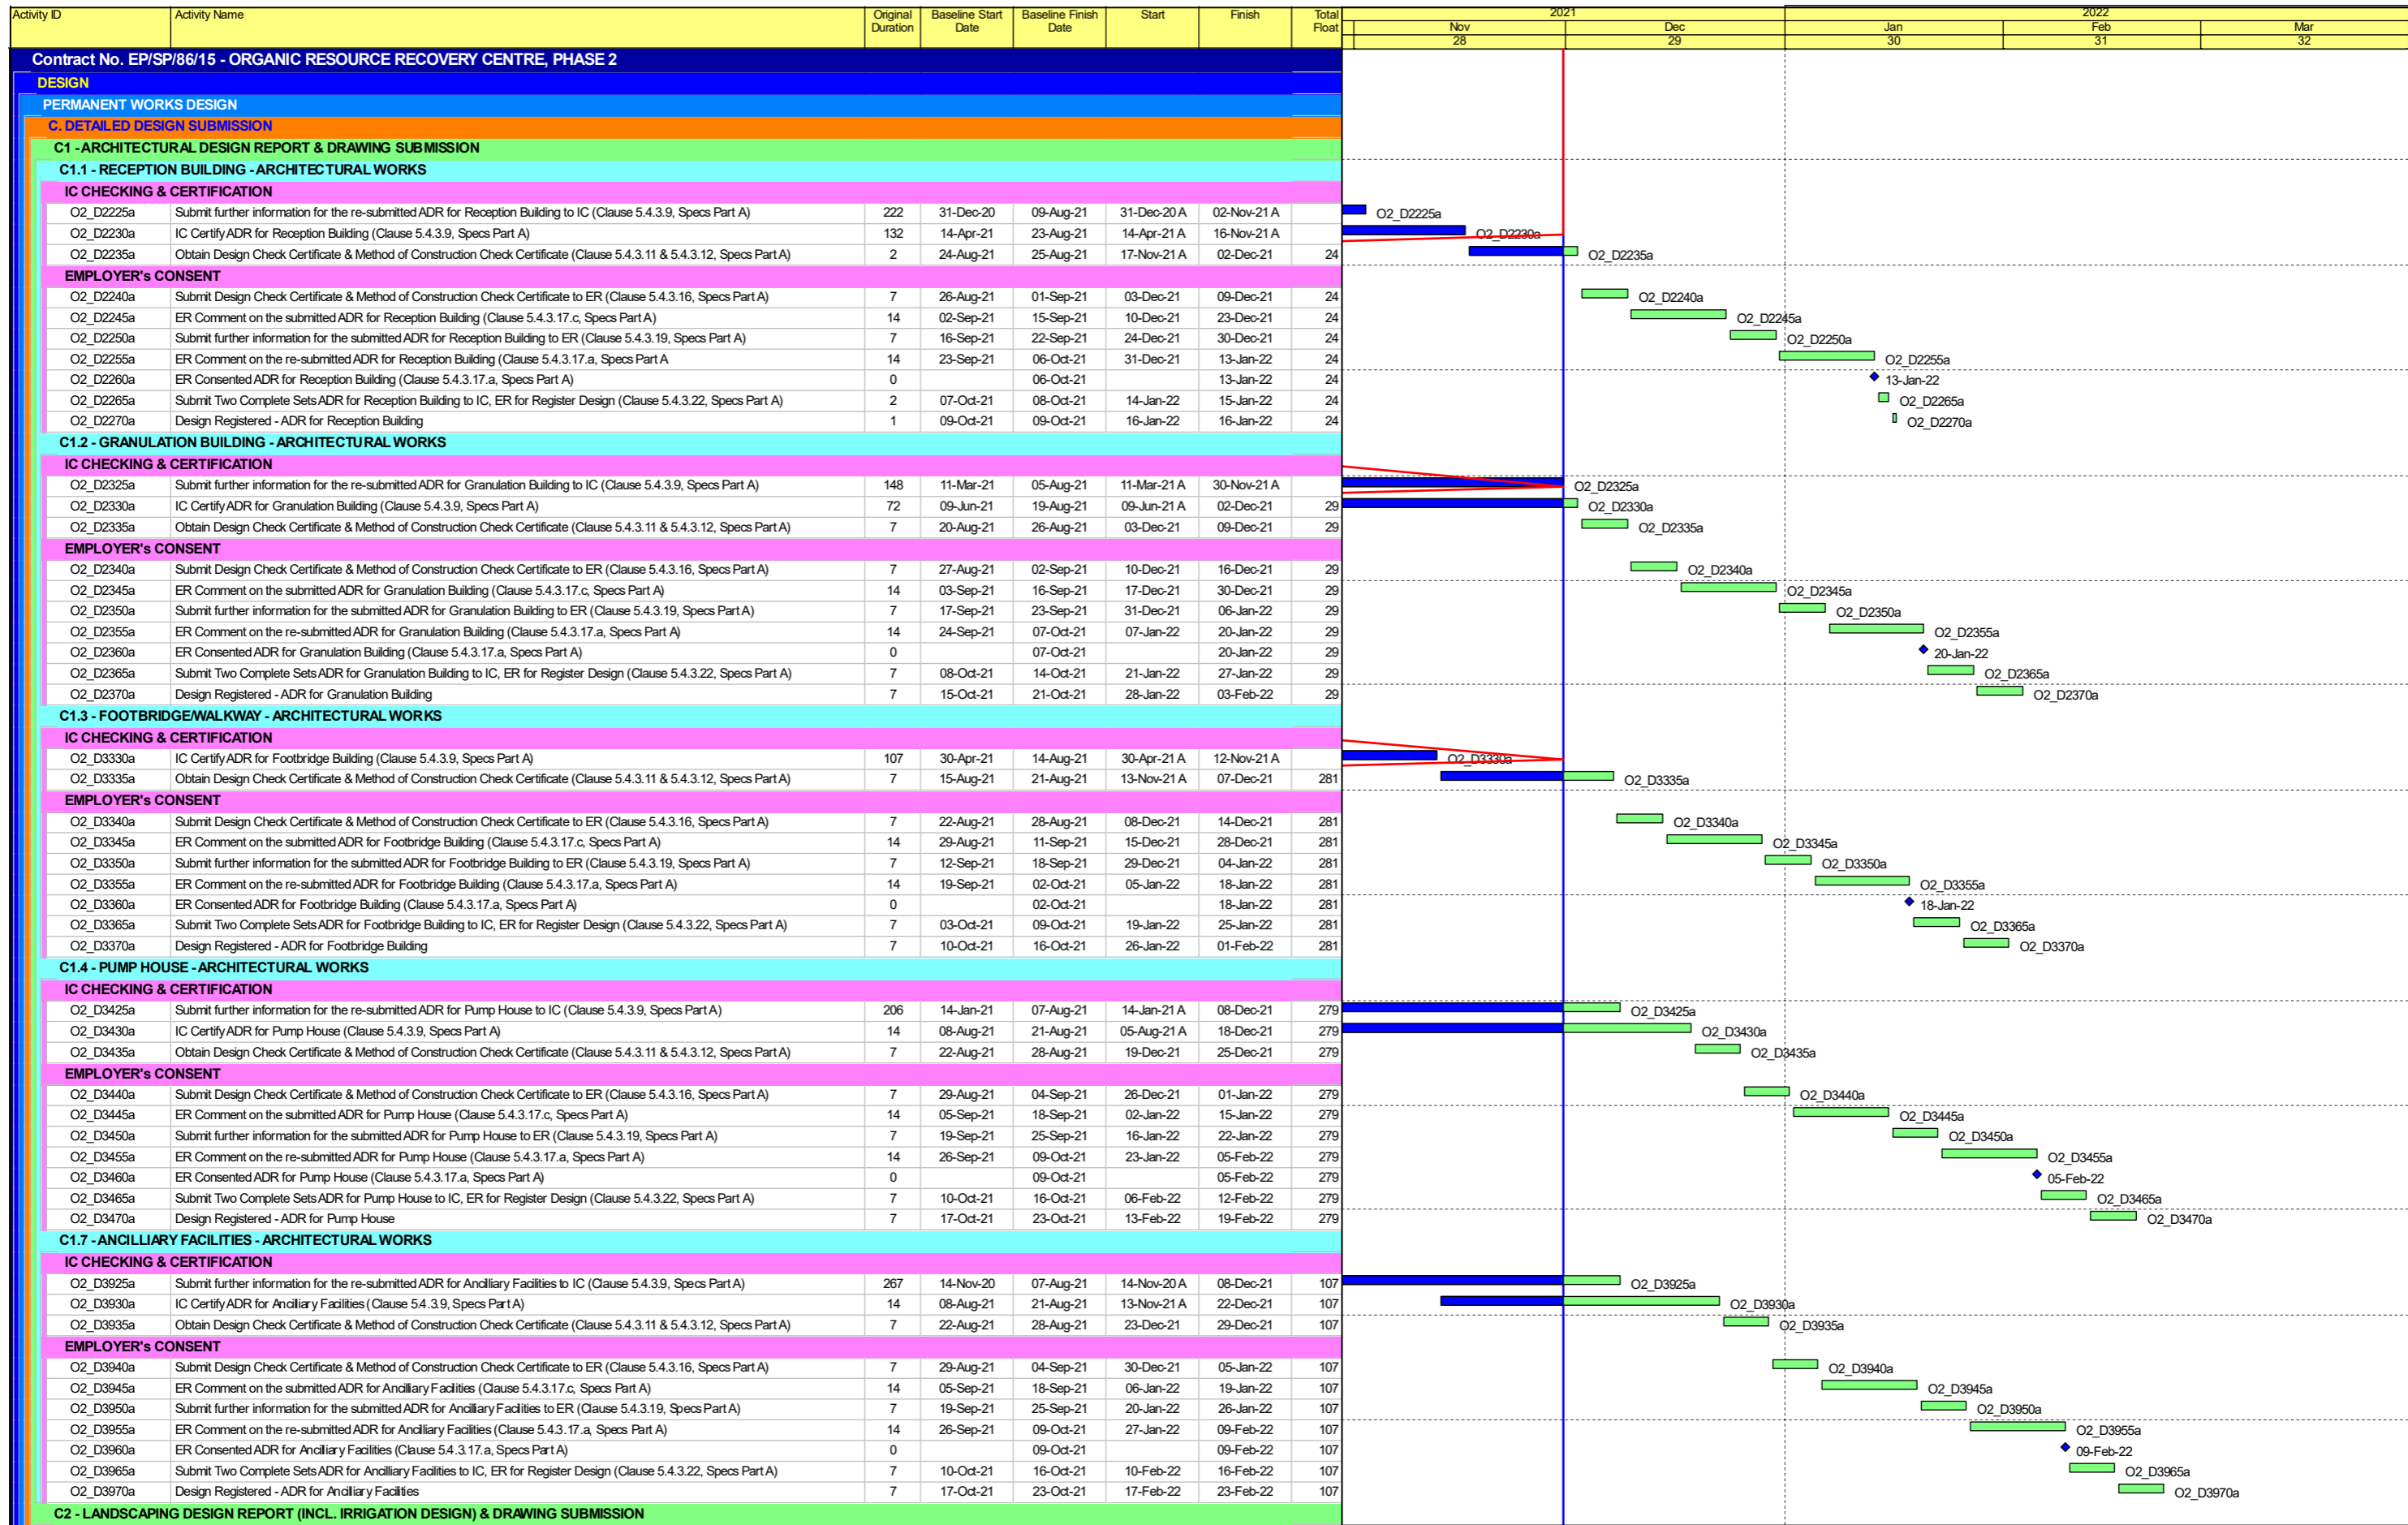 Activity ID Activity Name Original Duration Baseline Start Date Baseline Finish Date Start Finish Total Float 2021 2022
Nov Dec Jan Feb Mar
28 29 30 31 32
Contract No. EP/SP/86/15 - ORGANIC RESOURCE RECOVERY CENTRE, PHASE 2
DESIGN
PERMANENT WORKS DESIGN
C. DETAILED DESIGN SUBMISSION
C1 - ARCHITECTURAL DESIGN REPORT & DRAWING SUBMISSION
C1.1 - RECEPTION BUILDING - ARCHITECTURAL WORKS
IC CHECKING & CERTIFICATION
O2_D2225a Submit further information for the re-submitted ADR for Reception Building to IC (Clause 5.4.3.9, Specs Part A) 222 31-Dec-20 09-Aug-21 31-Dec-20 A 02-Nov-21 A O2_D2225a
O2_D2230a IC Certify ADR for Reception Building (Clause 5.4.3.9, Specs Part A) 132 14-Apr-21 23-Aug-21 14-Apr-21 A 16-Nov-21 A O2_D2230a
O2_D2235a Obtain Design Check Certificate & Method of Construction Check Certificate (Clause 5.4.3.11 & 5.4.3.12, Specs Part A) 2 24-Aug-21 25-Aug-21 17-Nov-21 A 02-Dec-21 24 O2_D2235a
EMPLOYER's CONSENT
O2_D2240a Submit Design Check Certificate & Method of Construction Check Certificate to ER (Clause 5.4.3.16, Specs Part A) 7 26-Aug-21 01-Sep-21 03-Dec-21 09-Dec-21 24 O2_D2240a
O2_D2245a ER Comment on the submitted ADR for Reception Building (Clause 5.4.3.17.c, Specs Part A) 14 02-Sep-21 15-Sep-21 10-Dec-21 23-Dec-21 24 O2_D2245a
O2_D2250a Submit further information for the submitted ADR for Reception Building to ER (Clause 5.4.3.19, Specs Part A) 7 16-Sep-21 22-Sep-21 24-Dec-21 30-Dec-21 24 O2_D2250a
O2_D2255a ER Comment on the re-submitted ADR for Reception Building (Clause 5.4.3.17.a, Specs Part A 14 23-Sep-21 06-Oct-21 31-Dec-21 13-Jan-22 24 O2_D2255a
O2_D2260a ER Consented ADR for Reception Building (Clause 5.4.3.17.a, Specs Part A) 0 06-Oct-21 13-Jan-22 24 13-Jan-22
O2_D2265a Submit Two Complete Sets ADR for Reception Building to IC, ER for Register Design (Clause 5.4.3.22, Specs Part A) 2 07-Oct-21 08-Oct-21 14-Jan-22 15-Jan-22 24 O2_D2265a
O2_D2270a Design Registered - ADR for Reception Building 1 09-Oct-21 09-Oct-21 16-Jan-22 16-Jan-22 24 O2_D2270a
C1.2 - GRANULATION BUILDING - ARCHITECTURAL WORKS
IC CHECKING & CERTIFICATION
O2_D2325a Submit further information for the re-submitted ADR for Granulation Building to IC (Clause 5.4.3.9, Specs Part A) 148 11-Mar-21 05-Aug-21 11-Mar-21 A 30-Nov-21 A O2_D2325a
O2_D2330a IC Certify ADR for Granulation Building (Clause 5.4.3.9, Specs Part A) 72 09-Jun-21 19-Aug-21 09-Jun-21 A 02-Dec-21 29 O2_D2330a
O2_D2335a Obtain Design Check Certificate & Method of Construction Check Certificate (Clause 5.4.3.11 & 5.4.3.12, Specs Part A) 7 20-Aug-21 26-Aug-21 03-Dec-21 09-Dec-21 29 O2_D2335a
EMPLOYER's CONSENT
O2_D2340a Submit Design Check Certificate & Method of Construction Check Certificate to ER (Clause 5.4.3.16, Specs Part A) 7 27-Aug-21 02-Sep-21 10-Dec-21 16-Dec-21 29 O2_D2340a
O2_D2345a ER Comment on the submitted ADR for Granulation Building (Clause 5.4.3.17.c, Specs Part A) 14 03-Sep-21 16-Sep-21 17-Dec-21 30-Dec-21 29 O2_D2345a
O2_D2350a Submit further information for the submitted ADR for Granulation Building to ER (Clause 5.4.3.19, Specs Part A) 7 17-Sep-21 23-Sep-21 31-Dec-21 06-Jan-22 29 O2_D2350a
O2_D2355a ER Comment on the re-submitted ADR for Granulation Building (Clause 5.4.3.17.a, Specs Part A) 14 24-Sep-21 07-Oct-21 07-Jan-22 20-Jan-22 29 O2_D2355a
O2_D2360a ER Consented ADR for Granulation Building (Clause 5.4.3.17.a, Specs Part A) 0 07-Oct-21 20-Jan-22 29 20-Jan-22
O2_D2365a Submit Two Complete Sets ADR for Granulation Building to IC, ER for Register Design (Clause 5.4.3.22, Specs Part A) 7 08-Oct-21 14-Oct-21 21-Jan-22 27-Jan-22 29 O2_D2365a
O2_D2370a Design Registered - ADR for Granulation Building 7 15-Oct-21 21-Oct-21 28-Jan-22 03-Feb-22 29 O2_D2370a
C1.3 - FOOTBRIDGE/WALKWAY - ARCHITECTURAL WORKS
IC CHECKING & CERTIFICATION
O2_D3330a IC Certify ADR for Footbridge Building (Clause 5.4.3.9, Specs Part A) 107 30-Apr-21 14-Aug-21 30-Apr-21 A 12-Nov-21 A O2_D3330a
O2_D3335a Obtain Design Check Certificate & Method of Construction Check Certificate (Clause 5.4.3.11 & 5.4.3.12, Specs Part A) 7 15-Aug-21 21-Aug-21 13-Nov-21 A 07-Dec-21 281 O2_D3335a
EMPLOYER's CONSENT
O2_D3340a Submit Design Check Certificate & Method of Construction Check Certificate to ER (Clause 5.4.3.16, Specs Part A) 7 22-Aug-21 28-Aug-21 08-Dec-21 14-Dec-21 281 O2_D3340a
O2_D3345a ER Comment on the submitted ADR for Footbridge Building (Clause 5.4.3.17.c, Specs Part A) 14 29-Aug-21 11-Sep-21 15-Dec-21 28-Dec-21 281 O2_D3345a
O2_D3350a Submit further information for the submitted ADR for Footbridge Building to ER (Clause 5.4.3.19, Specs Part A) 7 12-Sep-21 18-Sep-21 29-Dec-21 04-Jan-22 281 O2_D3350a
O2_D3355a ER Comment on the re-submitted ADR for Footbridge Building (Clause 5.4.3.17.a, Specs Part A) 14 19-Sep-21 02-Oct-21 05-Jan-22 18-Jan-22 281 O2_D3355a
O2_D3360a ER Consented ADR for Footbridge Building (Clause 5.4.3.17.a, Specs Part A) 0 02-Oct-21 18-Jan-22 281 18-Jan-22
O2_D3365a Submit Two Complete Sets ADR for Footbridge Building to IC, ER for Register Design (Clause 5.4.3.22, Specs Part A) 7 03-Oct-21 09-Oct-21 19-Jan-22 25-Jan-22 281 O2_D3365a
O2_D3370a Design Registered - ADR for Footbridge Building 7 10-Oct-21 16-Oct-21 26-Jan-22 01-Feb-22 281 O2_D3370a
C1.4 - PUMP HOUSE - ARCHITECTURAL WORKS
IC CHECKING & CERTIFICATION
O2_D3425a Submit further information for the re-submitted ADR for Pump House to IC (Clause 5.4.3.9, Specs Part A) 206 14-Jan-21 07-Aug-21 14-Jan-21 A 08-Dec-21 279 O2_D3425a
O2_D3430a IC Certify ADR for Pump House (Clause 5.4.3.9, Specs Part A) 14 08-Aug-21 21-Aug-21 05-Aug-21 A 18-Dec-21 279 O2_D3430a
O2_D3435a Obtain Design Check Certificate & Method of Construction Check Certificate (Clause 5.4.3.11 & 5.4.3.12, Specs Part A) 7 22-Aug-21 28-Aug-21 19-Dec-21 25-Dec-21 279 O2_D3435a
EMPLOYER's CONSENT
O2_D3440a Submit Design Check Certificate & Method of Construction Check Certificate to ER (Clause 5.4.3.16, Specs Part A) 7 29-Aug-21 04-Sep-21 26-Dec-21 01-Jan-22 279 O2_D3440a
O2_D3445a ER Comment on the submitted ADR for Pump House (Clause 5.4.3.17.c, Specs Part A) 14 05-Sep-21 18-Sep-21 02-Jan-22 15-Jan-22 279 O2_D3445a
O2_D3450a Submit further information for the submitted ADR for Pump House to ER (Clause 5.4.3.19, Specs Part A) 7 19-Sep-21 25-Sep-21 16-Jan-22 22-Jan-22 279 O2_D3450a
O2_D3455a ER Comment on the re-submitted ADR for Pump House (Clause 5.4.3.17.a, Specs Part A) 14 26-Sep-21 09-Oct-21 23-Jan-22 05-Feb-22 279 O2_D3455a
O2_D3460a ER Consented ADR for Pump House (Clause 5.4.3.17.a, Specs Part A) 0 09-Oct-21 05-Feb-22 279 05-Feb-22
O2_D3465a Submit Two Complete Sets ADR for Pump House to IC, ER for Register Design (Clause 5.4.3.22, Specs Part A) 7 10-Oct-21 16-Oct-21 06-Feb-22 12-Feb-22 279 O2_D3465a
O2_D3470a Design Registered - ADR for Pump House 7 17-Oct-21 23-Oct-21 13-Feb-22 19-Feb-22 279 O2_D3470a
C1.7 - ANCILLIARY FACILITIES - ARCHITECTURAL WORKS
IC CHECKING & CERTIFICATION
O2_D3925a Submit further information for the re-submitted ADR for Ancilliary Facilities to IC (Clause 5.4.3.9, Specs Part A) 267 14-Nov-20 07-Aug-21 14-Nov-20 A 08-Dec-21 107 O2_D3925a
O2_D3930a IC Certify ADR for Ancilliary Facilities (Clause 5.4.3.9, Specs Part A) 14 08-Aug-21 21-Aug-21 13-Nov-21 A 22-Dec-21 107 O2_D3930a
O2_D3935a Obtain Design Check Certificate & Method of Construction Check Certificate (Clause 5.4.3.11 & 5.4.3.12, Specs Part A) 7 22-Aug-21 28-Aug-21 23-Dec-21 29-Dec-21 107 O2_D3935a
EMPLOYER's CONSENT
O2_D3940a Submit Design Check Certificate & Method of Construction Check Certificate to ER (Clause 5.4.3.16, Specs Part A) 7 29-Aug-21 04-Sep-21 30-Dec-21 05-Jan-22 107 O2_D3940a
O2_D3945a ER Comment on the submitted ADR for Ancilliary Facilities (Clause 5.4.3.17.c, Specs Part A) 14 05-Sep-21 18-Sep-21 06-Jan-22 19-Jan-22 107 O2_D3945a
O2_D3950a Submit further information for the submitted ADR for Ancilliary Facilities to ER (Clause 5.4.3.19, Specs Part A) 7 19-Sep-21 25-Sep-21 20-Jan-22 26-Jan-22 107 O2_D3950a
O2_D3955a ER Comment on the re-submitted ADR for Ancilliary Facilities (Clause 5.4.3.17.a, Specs Part A) 14 26-Sep-21 09-Oct-21 27-Jan-22 09-Feb-22 107 O2_D3955a
O2_D3960a ER Consented ADR for Ancilliary Facilities (Clause 5.4.3.17.a, Specs Part A) 0 09-Oct-21 09-Feb-22 107 09-Feb-22
O2_D3965a Submit Two Complete Sets ADR for Ancilliary Facilities to IC, ER for Register Design (Clause 5.4.3.22, Specs Part A) 7 10-Oct-21 16-Oct-21 10-Feb-22 16-Feb-22 107 O2_D3965a
O2_D3970a Design Registered - ADR for Ancilliary Facilities 7 17-Oct-21 23-Oct-21 17-Feb-22 23-Feb-22 107 O2_D3970a
C2 - LANDSCAPING DESIGN REPORT (INCL. IRRIGATION DESIGN) & DRAWING SUBMISSION